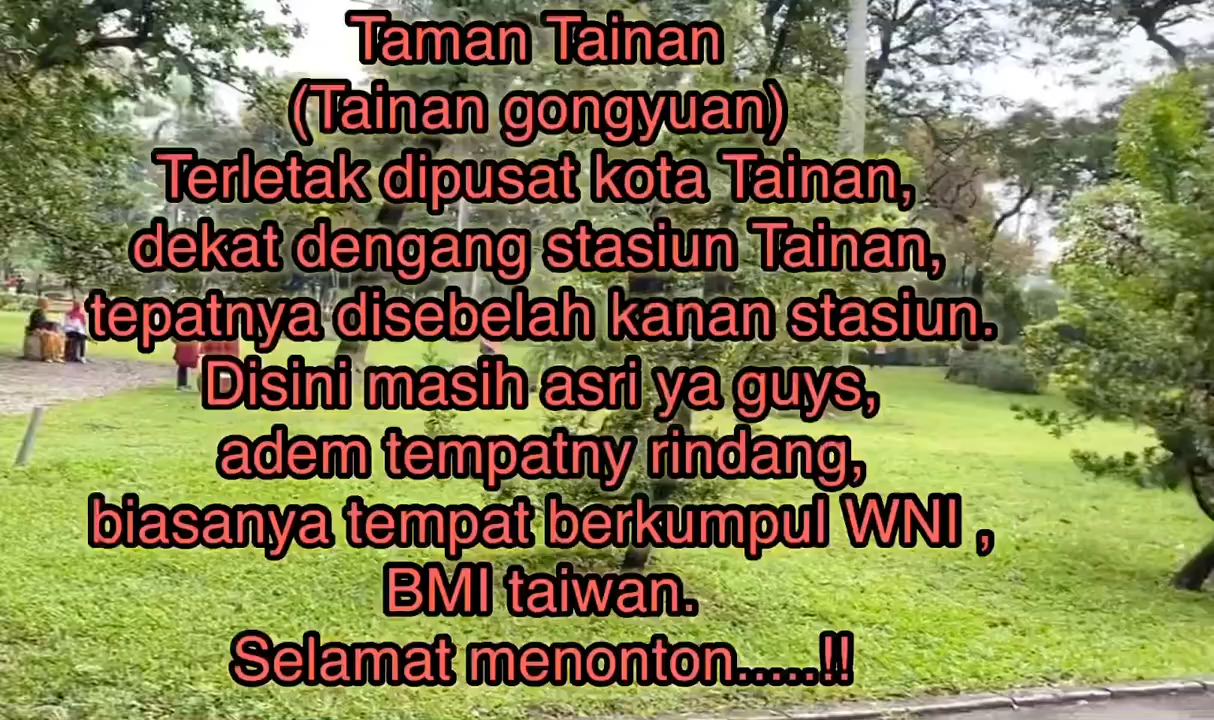 Taman Tainan
(Tainan gongyuan)
Terletak dipusat kota Tainan,
dekat dengang stasiun Tainan,
tepatnya disebelah kanan stasiun.
Disini masih asri ya guys,
adem tempatny rindang,
biasanya tempat berkumpul WNI ,
BMI taiwan.
Selamat menonton.....!!